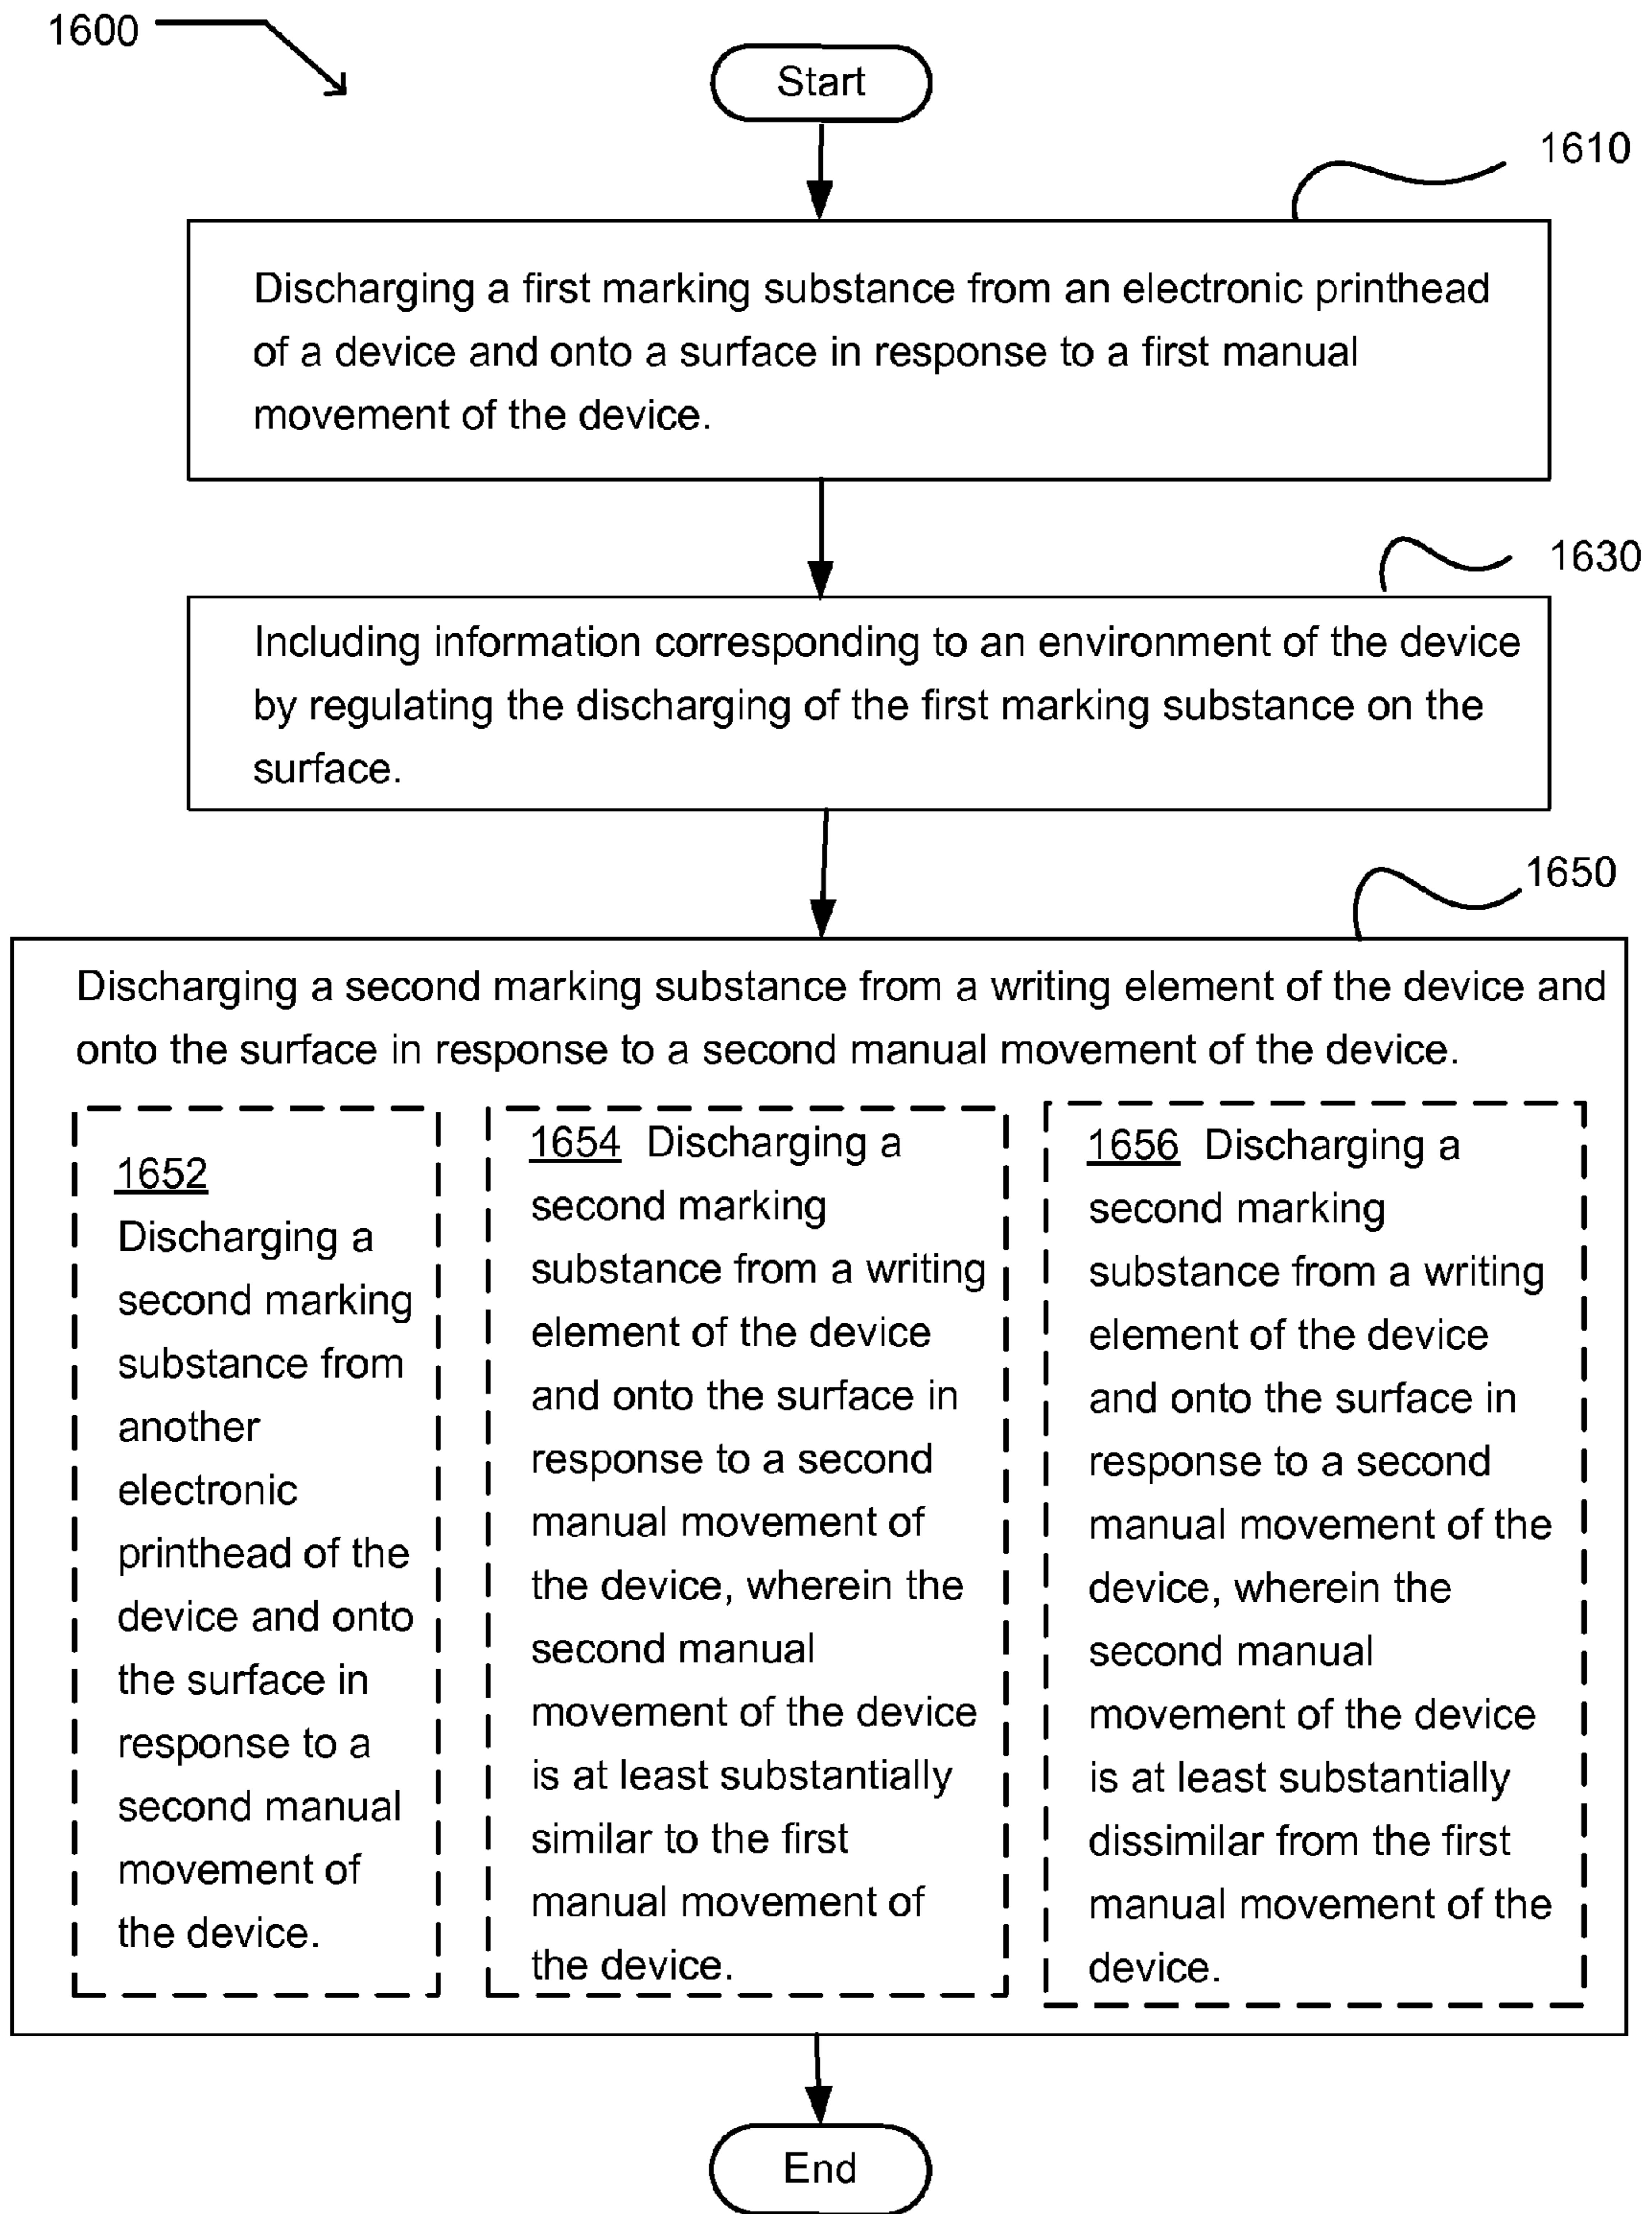 1600
Start
1610
Discharging a first marking substance from an electronic printhead
of a device and onto a surface in response to a first manual
movement of the device.
1630
Including information corresponding to an environment of the device
by regulating the discharging of the first marking substance on the
surface.
1650
Discharging a second marking substance from a writing element of the device and
onto the surface in response to a second manual movement of the device.
1652
Discharging a
second marking
substance from
another
electronic
printhead of the
device and onto
the surface in
response to a
second manual
movement of
the device.
1654 Discharging a
second marking
substance from a writing
element of the device
and onto the surface in
response to a second
manual movement of
the device, wherein the
second manual
movement of the device
is at least substantially
similar to the first
manual movement of
the device.
1656 Discharging a
second marking
substance from a writing
element of the device
and onto the surface in
response to a second
manual movement of the
device, wherein the
second manual
movement of the device
is at least substantially
dissimilar from the first
manual movement of the
device.
End